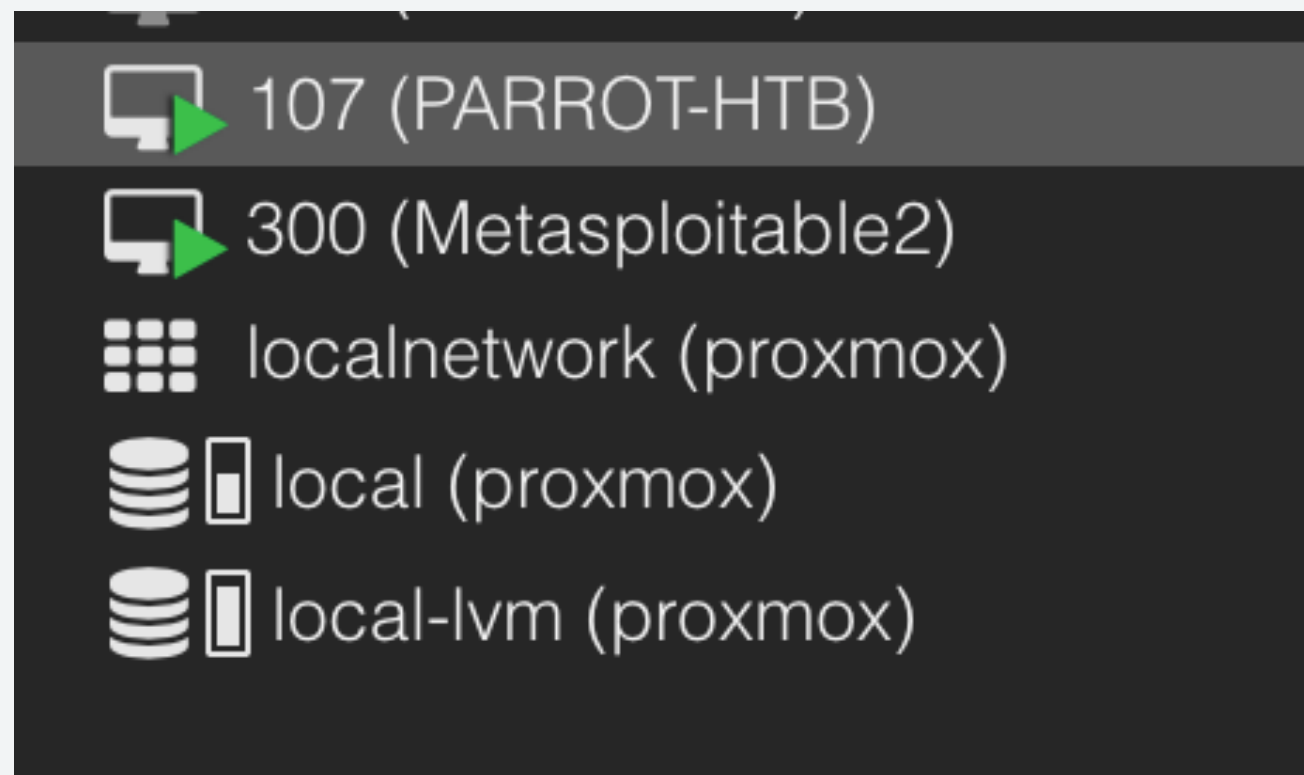 107 (PARROT-HTB)
300 (Metasploitable2)
localnetwork (proxmox)
local (proxmox)
local-lvm (proxmox)